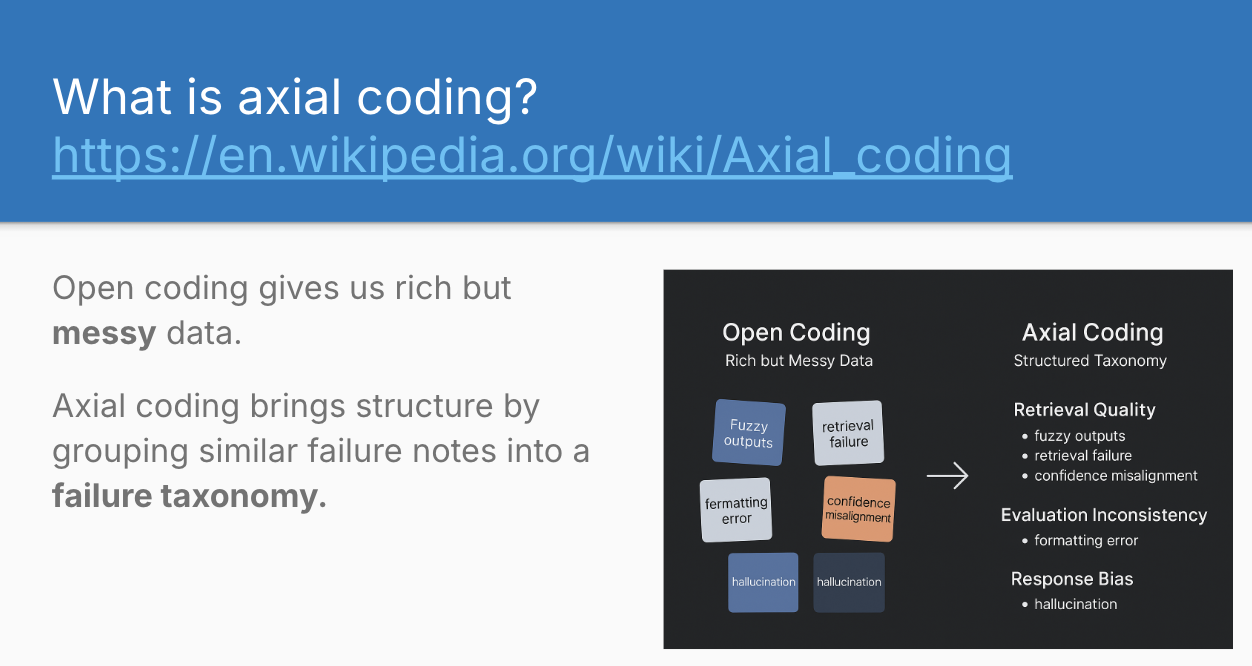 What is axial coding?
https://en.wikipedia.org/wiki/Axial_coding
Open coding gives us rich but
messy data.
Axial coding brings structure by
grouping similar failure notes into a
failure taxonomy.
Open Coding
Rich but Messy Data
Fuzzy
outputs
retrieval
failure
fermatting
error
confidence
misalignment
hallucination
hallucination
Axial Coding
Structured Taxonomy
Retrieval Quality
• fuzzy outputs
• retrieval failure
• confidence misalignment
Evaluation Inconsistency
• formatting error
Response Bias
• hallucination